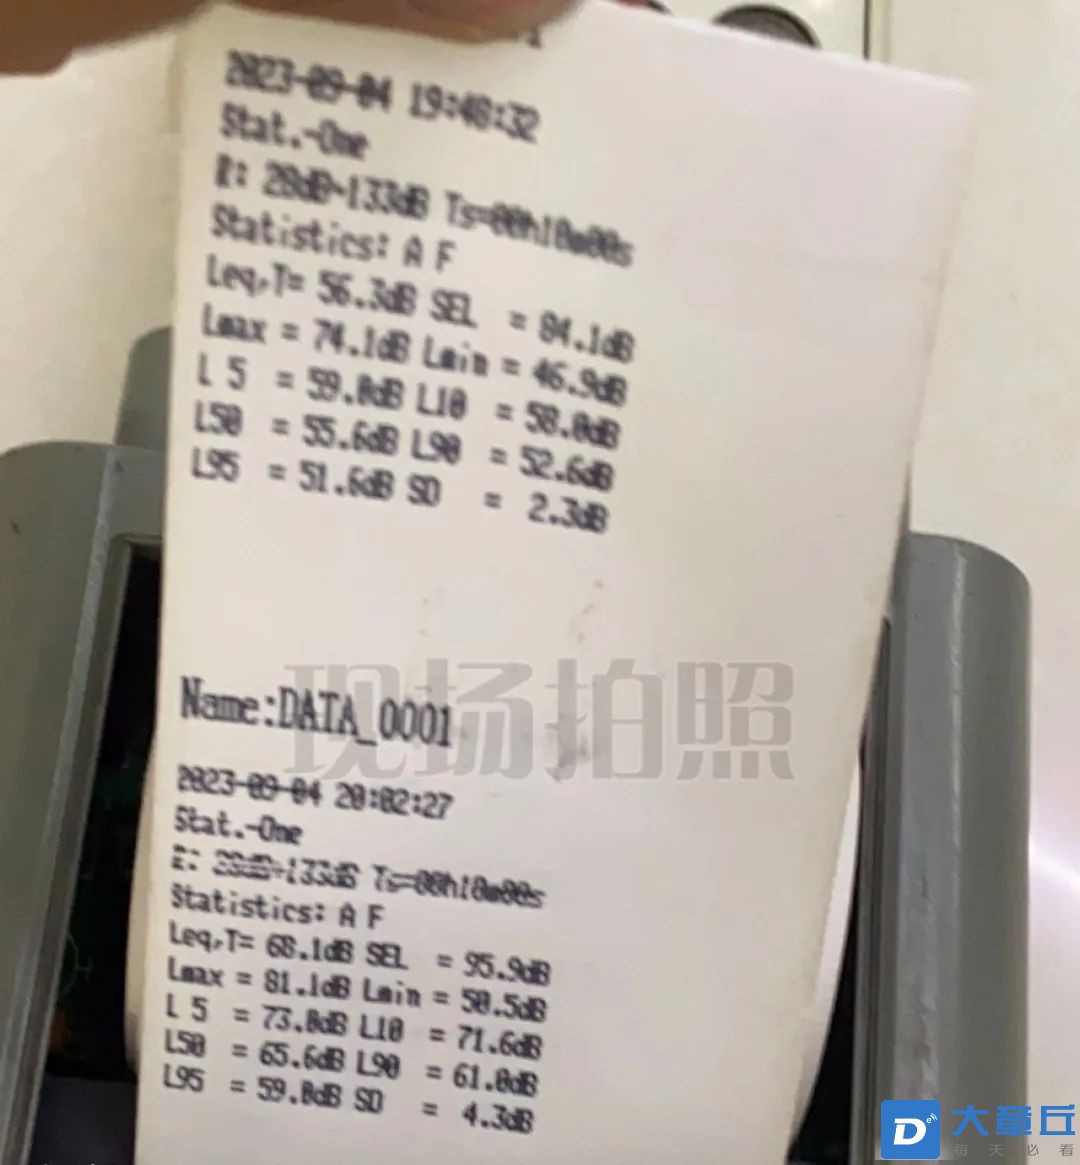 2023-09-04 19:48:32
Stat.-One
R: 28dB~133dB Ts=00h10m00s
Statistics: A F
Leq,T= 56.3dB SEL = 84.1dB
Lmax = 74.1dB Lmin = 46.9dB
L 5 = 59.0dB L10 = 58.0dB
L50 = 55.6dB L90 = 52.6dB
L95 = 51.6dB SD = 2.3dB
现场拍照
Name:DATA_0001
2023-09-04 20:02:27
Stat.-One
R: 28dB~133dB Ts=00h10m00s
Statistics: A F
Leq,T= 68.1dB SEL = 95.9dB
Lmax = 81.1dB Lmin = 50.5dB
L 5 = 73.0dB L10 = 71.6dB
L50 = 65.6dB L90 = 61.0dB
L95 = 59.0dB SD = 4.3dB
D 大章丘
每天必看